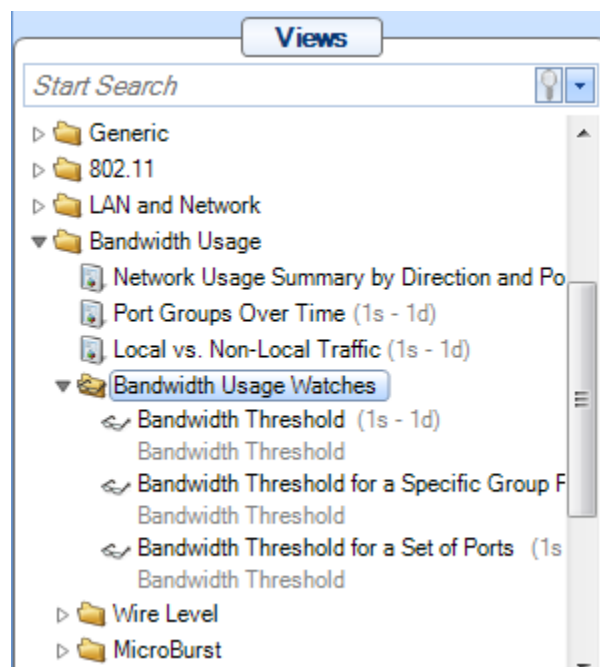 Views
Start Search
Generic
802.11
LAN and Network
Bandwidth Usage
Network Usage Summary by Direction and Po
Port Groups Over Time (1s - 1d)
Local vs. Non-Local Traffic (1s - 1d)
Bandwidth Usage Watches
Bandwidth Threshold (1s - 1d)
Bandwidth Threshold
Bandwidth Threshold for a Specific Group F
Bandwidth Threshold
Bandwidth Threshold for a Set of Ports (1s
Bandwidth Threshold
Wire Level
MicroBurst